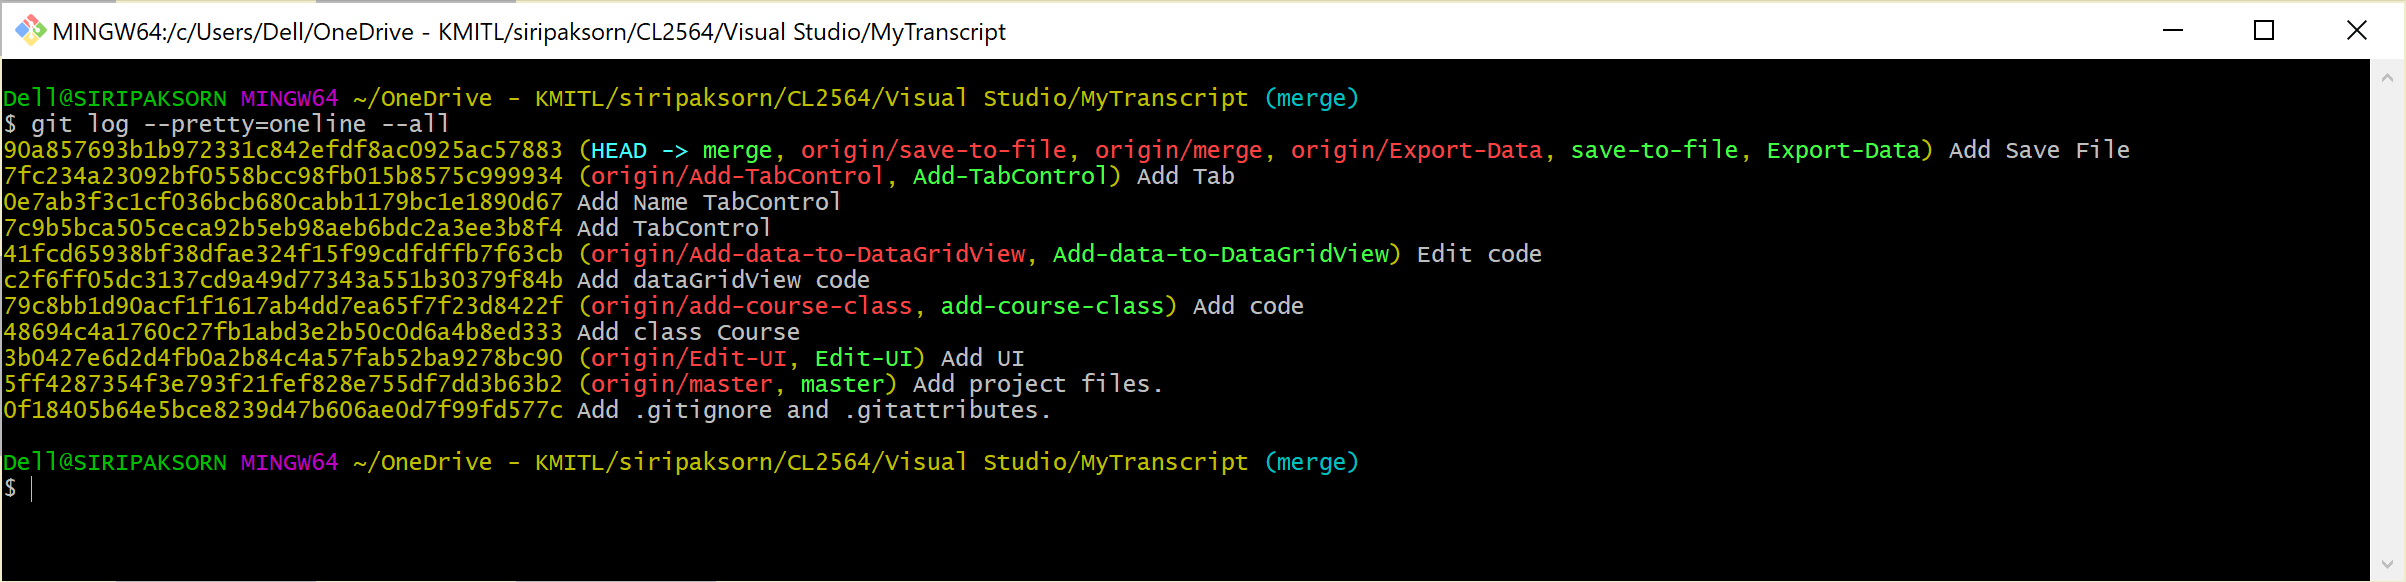 MINGW64:/c/Users/Dell/OneDrive - KMITL/siripaksorn/CL2564/Visual Studio/MyTranscript
Dell@SIRIPAKSORN MINGW64 ~/OneDrive - KMITL/siripaksorn/CL2564/Visual Studio/MyTranscript (merge)
$ git log --pretty=oneline --all
90a857693b1b972331c842efdf8ac0925ac57883 (HEAD -> merge, origin/save-to-file, origin/merge, origin/Export-Data, save-to-file, Export-Data) Add Save File
7fc234a23092bf0558bcc98fb015b8575c999934 (origin/Add-TabControl, Add-TabControl) Add Tab
0e7ab3f3c1cf036bcb680cabb1179bc1e1890d67 Add Name TabControl
7c9b5bca505ceca92b5eb98aeb6bdc2a3ee3b8f4 Add TabControl
41fcd65938bf38dfae324f15f99cdfdffb7f63cb (origin/Add-data-to-DataGridView, Add-data-to-DataGridView) Edit code
c2f6ff05dc3137cd9a49d77343a551b30379f84b Add dataGridView code
79c8bb1d90acf1f1617ab4dd7ea65f7f23d8422f (origin/add-course-class, add-course-class) Add code
48694c4a1760c27fb1abd3e2b50c0d6a4b8ed333 Add class Course
3b0427e6d2d4fb0a2b84c4a57fab52ba9278bc90 (origin/Edit-UI, Edit-UI) Add UI
5ff4287354f3e793f21fef828e755df7dd3b63b2 (origin/master, master) Add project files.
0f18405b64e5bce8239d47b606ae0d7f99fd577c Add .gitignore and .gitattributes.
Dell@SIRIPAKSORN MINGW64 ~/OneDrive - KMITL/siripaksorn/CL2564/Visual Studio/MyTranscript (merge)
$